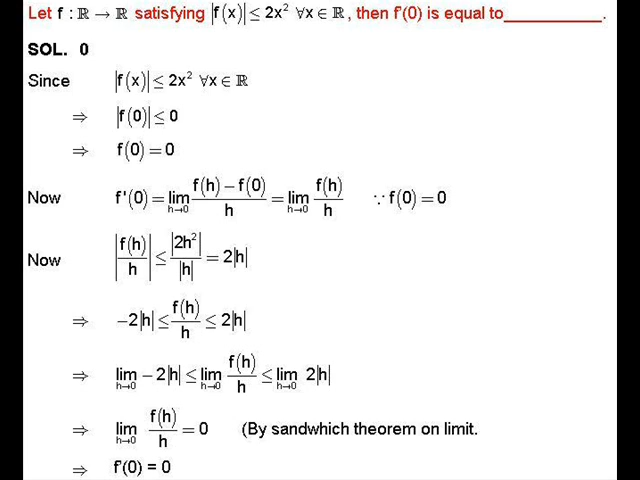 Let f : ℝ → ℝ satisfying |f(x)| ≤ 2x² ∀x ∈ ℝ, then f'(0) is equal to____________.
SOL. 0
Since |f(x)| ≤ 2x² ∀x ∈ ℝ
⇒ |f(0)| ≤ 0
⇒ f(0) = 0
Now f'(0) = lim_{h→0} (f(h) – f(0))/h = lim_{h→0} f(h)/h ∵ f(0) = 0
Now |f(h)/h| ≤ |2h²|/|h| = 2|h|
⇒ –2|h| ≤ f(h)/h ≤ 2|h|
⇒ lim_{h→0} – 2|h| ≤ lim_{h→0} f(h)/h ≤ lim_{h→0} 2|h|
⇒ lim_{h→0} f(h)/h = 0 (By sandwhich theorem on limit.
⇒ f'(0) = 0